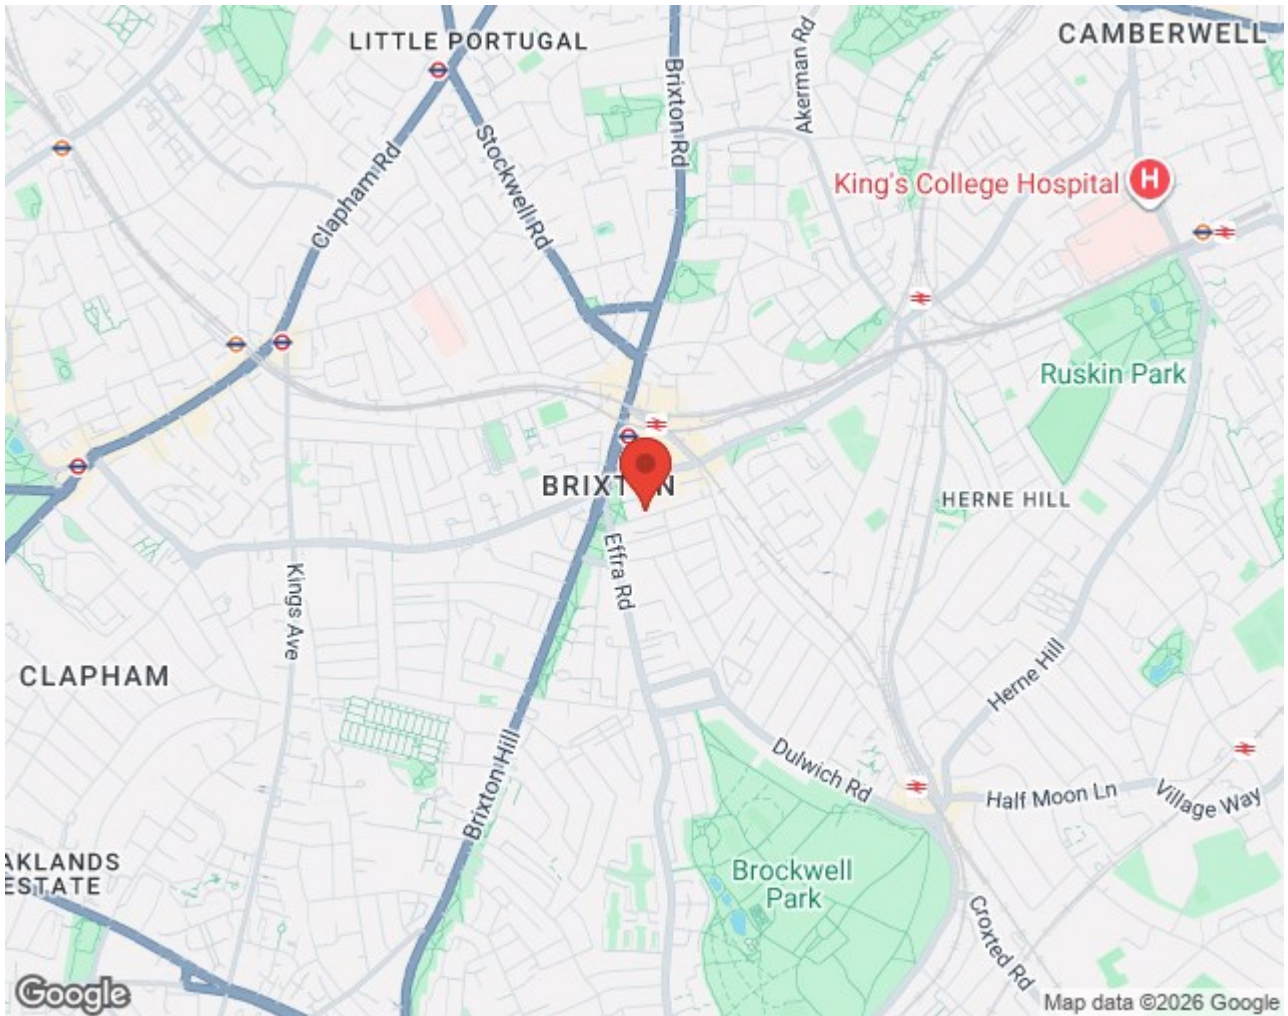 LITTLE PORTUGAL
CAMBERWELL
Akerman Rd
Brixton Rd
Stockwell Rd
Clapham Rd
King's College Hospital
H
Ruskin Park
BRIXT N
HERNE HILL
Effra Rd
Kings Ave
CLAPHAM
Herne Hill
Brixton Hill
Dulwich Rd
Half Moon Ln
Village Way
AKLANDS
ESTATE
Brockwell
Park
Croxted Rd
Google
Map data ©2026 Google